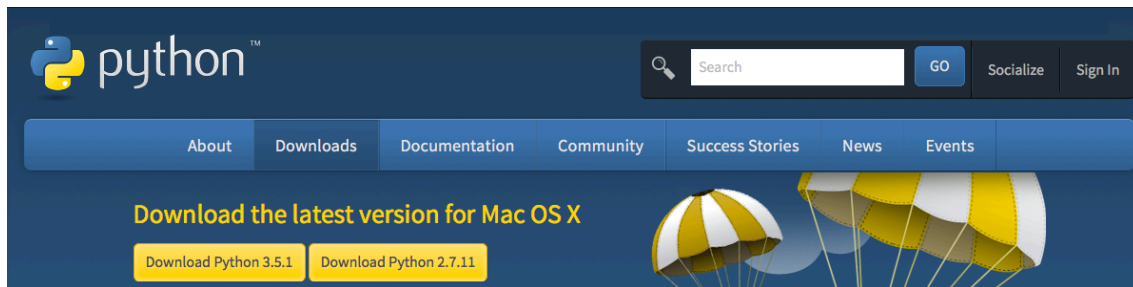 python™
Search GO Socialize Sign In
About Downloads Documentation Community Success Stories News Events
Download the latest version for Mac OS X
Download Python 3.5.1 Download Python 2.7.11